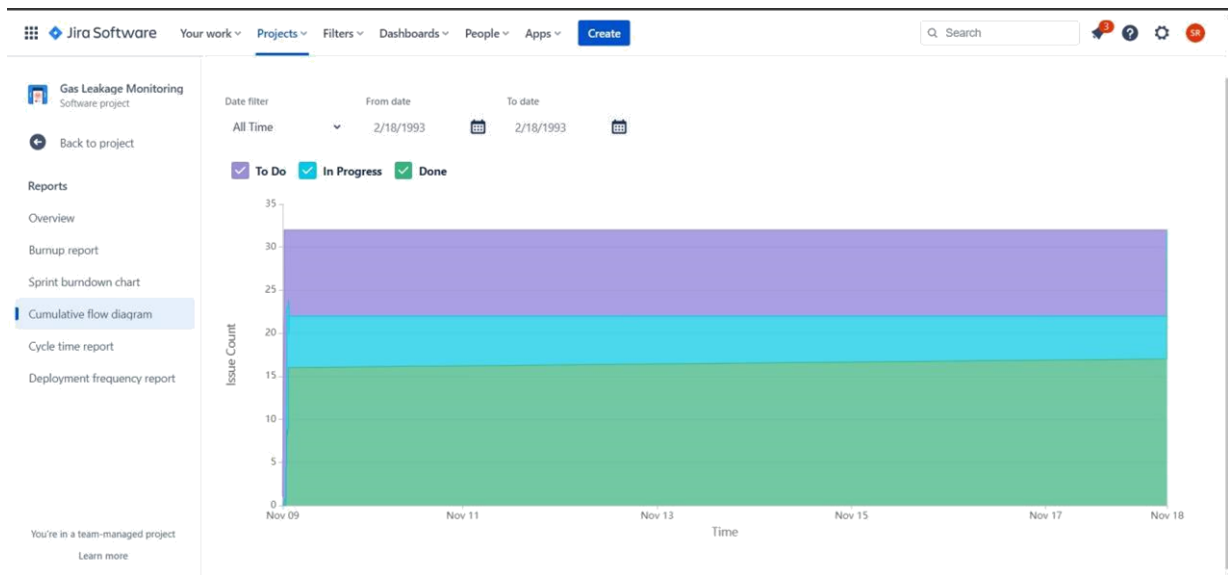 Jira Software Your work Projects Filters Dashboards People Apps Create Search 3 SR
Gas Leakage Monitoring
Software project
Back to project
Reports
Overview
Burnup report
Sprint burndown chart
Cumulative flow diagram
Cycle time report
Deployment frequency report
You're in a team-managed project
Learn more
Date filter From date To date
All Time 2/18/1993 2/18/1993
To Do In Progress Done
35
30
25
20
15
10
5
0
Issue Count
Nov 09 Nov 11 Nov 13 Nov 15 Nov 17 Nov 18
Time